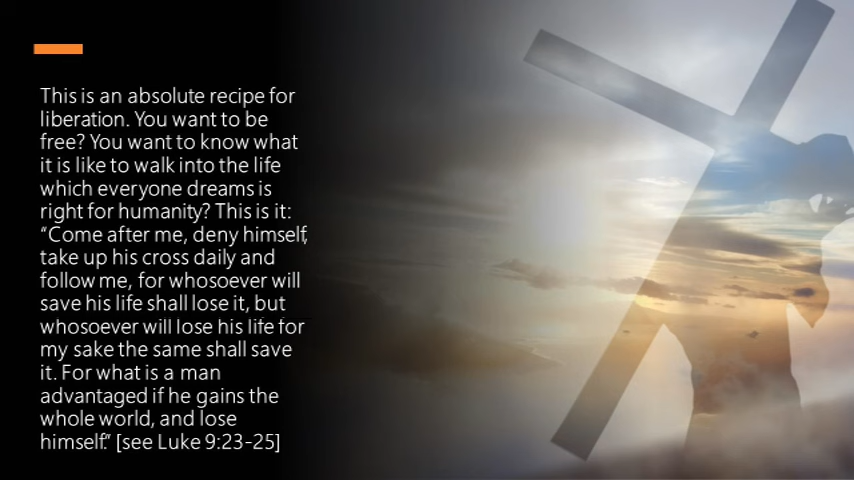 This is an absolute recipe for
liberation. You want to be
free? You want to know what
it is like to walk into the life
which everyone dreams is
right for humanity? This is it:
“Come after me, deny himself,
take up his cross daily and
follow me, for whosoever will
save his life shall lose it, but
whosoever will lose his life for
my sake the same shall save
it. For what is a man
advantaged if he gains the
whole world, and lose
himself.” [see Luke 9:23-25]